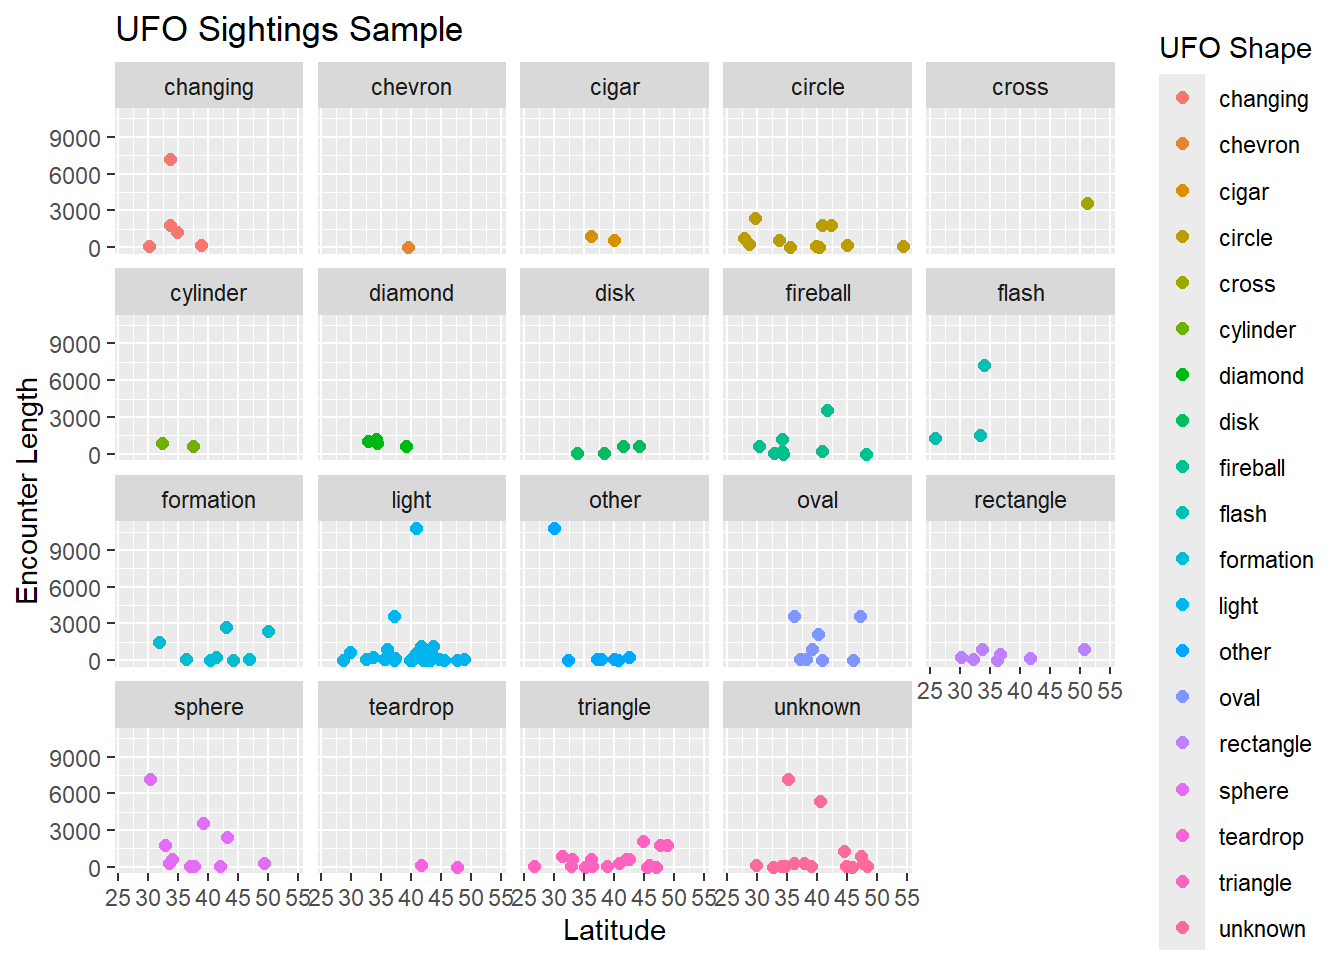 UFO Sightings Sample
changing chevron cigar circle cross
9000
6000
3000
0
cylinder diamond disk fireball flash
9000
6000
3000
0
formation light other oval rectangle
9000
6000
3000
0
25 30 35 40 45 50 55
sphere teardrop triangle unknown
9000
6000
3000
0
25 30 35 40 45 50 55 25 30 35 40 45 50 55 25 30 35 40 45 50 55 25 30 35 40 45 50 55
Latitude
Encounter Length
UFO Shape
changing
chevron
cigar
circle
cross
cylinder
diamond
disk
fireball
flash
formation
light
other
oval
rectangle
sphere
teardrop
triangle
unknown